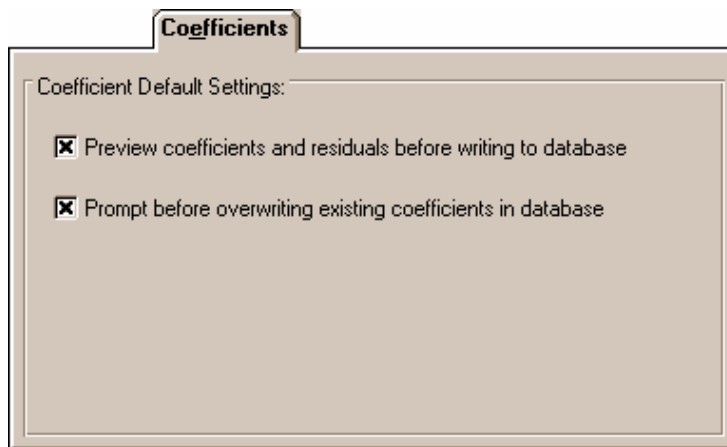 Coefficients
Coefficient Default Settings:
Preview coefficients and residuals before writing to database
Prompt before overwriting existing coefficients in database